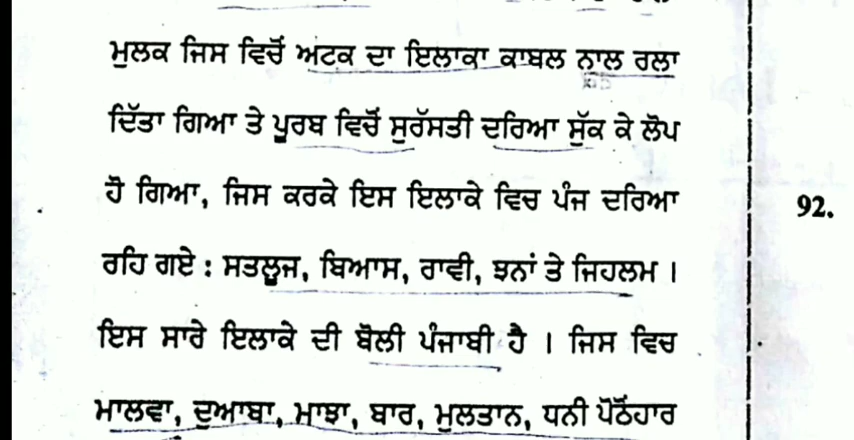 ਮੁਲਕ ਜਿਸ ਵਿਚੋਂ ਅਟਕ ਦਾ ਇਲਾਕਾ ਕਾਬਲ ਨਾਲ ਰਲਾ
ਦਿੱਤਾ ਗਿਆ ਤੇ ਪੂਰਬ ਵਿਚੋਂ ਸੁਰੱਸਤੀ ਦਰਿਆ ਸੁੱਕ ਕੇ ਲੋਪ
ਹੋ ਗਿਆ, ਜਿਸ ਕਰਕੇ ਇਸ ਇਲਾਕੇ ਵਿਚ ਪੰਜ ਦਰਿਆ
92.
ਰਹਿ ਗਏ : ਸਤਲੂਜ, ਬਿਆਸ, ਰਾਵੀ, ਝਨਾਂ ਤੇ ਜਿਹਲਮ ।
ਇਸ ਸਾਰੇ ਇਲਾਕੇ ਦੀ ਬੋਲੀ ਪੰਜਾਬੀ ਹੈ । ਜਿਸ ਵਿਚ
ਮਾਲਵਾ, ਦੁਆਬਾ, ਮਾਝਾ, ਬਾਰ, ਮੁਲਤਾਨ, ਧਨੀ ਪੋਠੋਂਹਾਰ